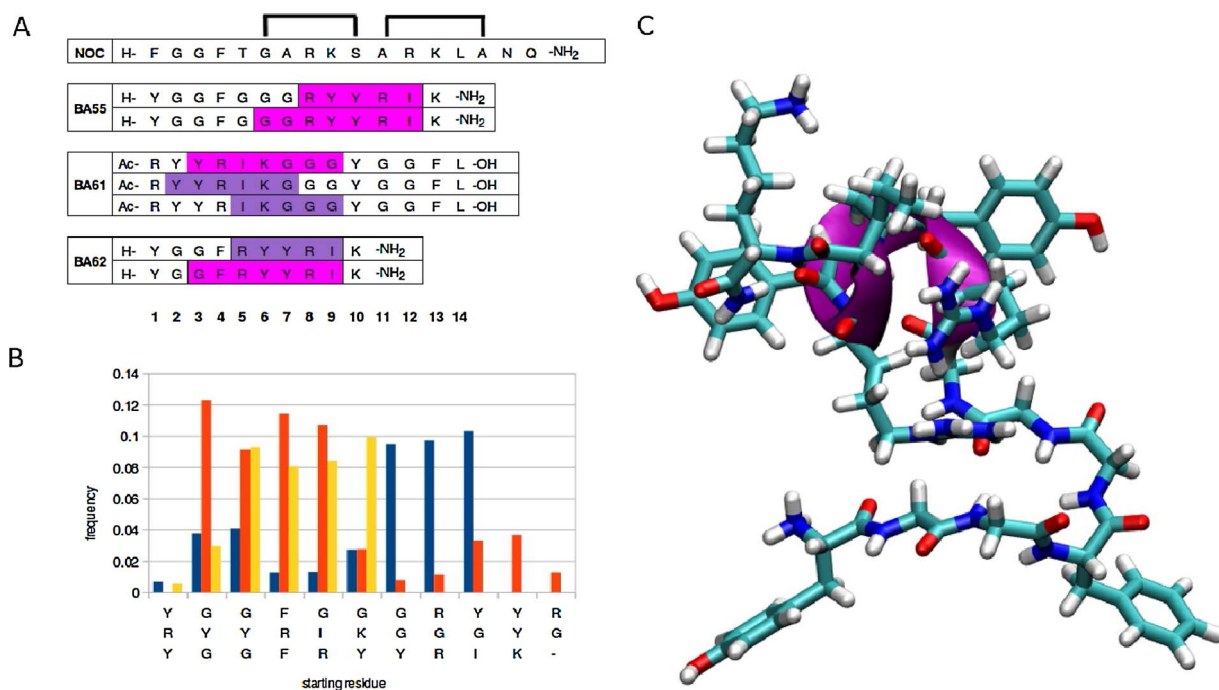 A
NOC H- F G G F T G A R K S A R K L A N Q -NH2
BA55
H- Y G G F G G G R Y Y R I K -NH2
H- Y G G F G G G R Y Y R I K -NH2
BA61
Ac- R Y Y R I K G G G Y G G F L -OH
Ac- R Y Y R I K G G G Y G G F L -OH
Ac- R Y Y R I K G G G Y G G F L -OH
BA62
H- Y G G F R Y Y R I K -NH2
H- Y G G F R Y Y R I K -NH2
1 2 3 4 5 6 7 8 9 10 11 12 13 14
B
frequency
0.14
0.12
0.1
0.08
0.06
0.04
0.02
0
Y G G F G G G R Y Y R
R Y Y R I K G G G Y G
Y G G F R Y Y R I K -
starting residue
C